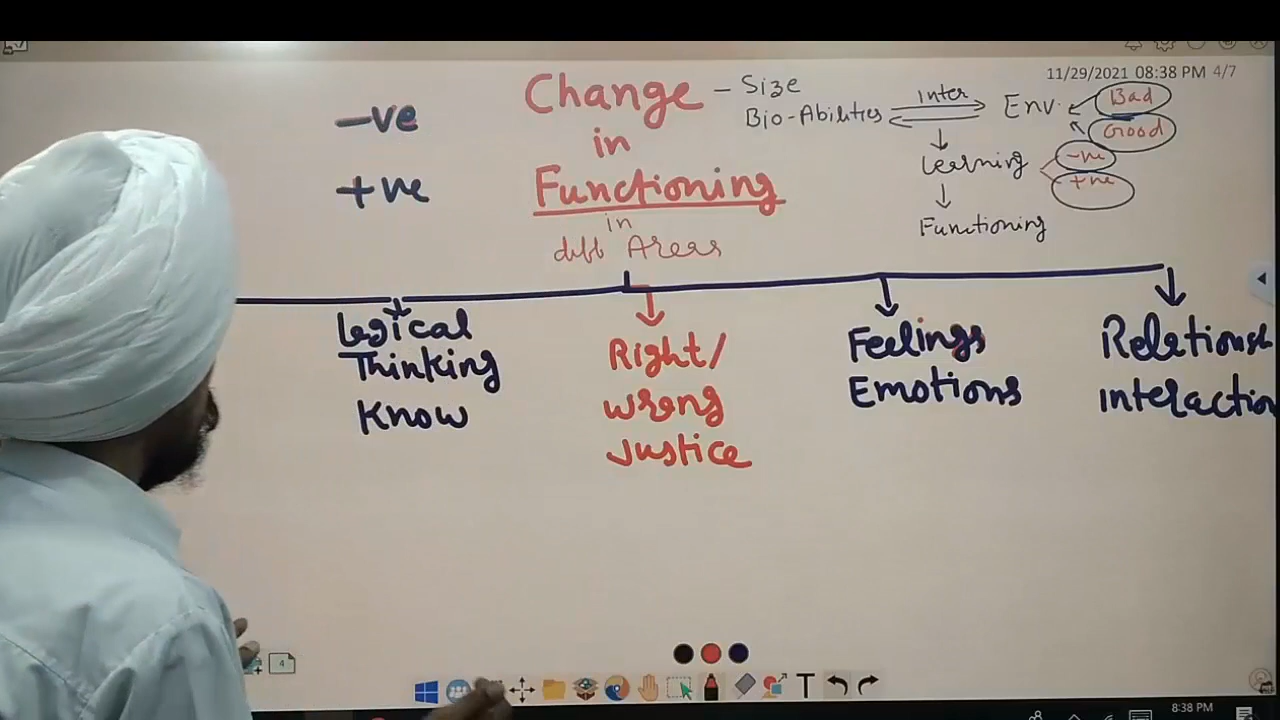 11/29/2021 08:38 PM 4/7
-ve
+ve
Change
in
Functioning
in
diff Areas
- Size
Bio-Abilities
Inter
Env.
Bad
Good
Learning
-ve
+ve
Functioning
Logical
Thinking
Know
Right/
wrong
Justice
Feelings
Emotions
Relationsh
interaction
4
T
8:38 PM